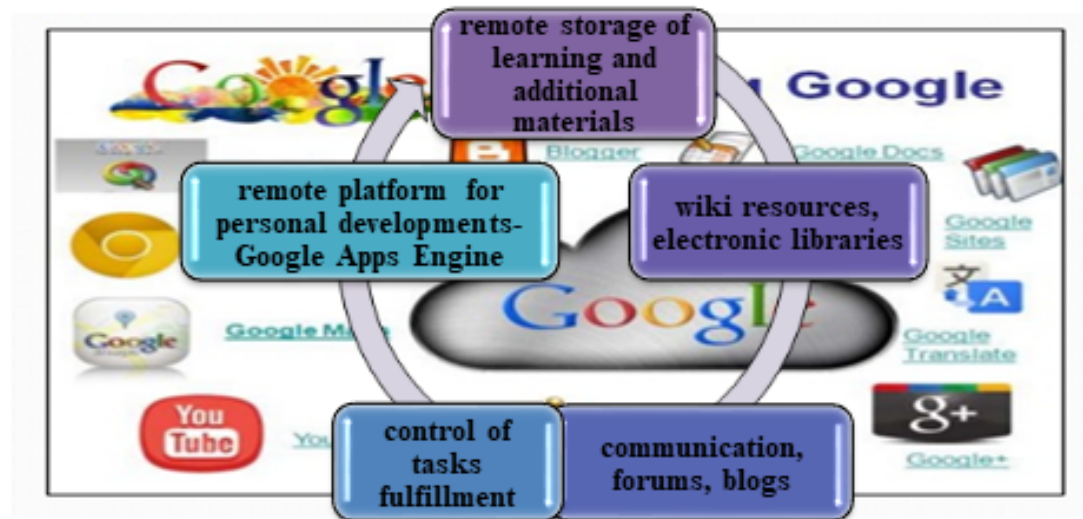 remote storage of
learning and
additional
materials
Google
Google
Blogger
Google Docs
remote platform for
personal developments-
Google Apps Engine
wiki resources,
electronic libraries
Google
Sites
文
A
Google
Google
Google
Translate
You
Tube
g+
Google+
control of
tasks
fulfillment
communication,
forums, blogs